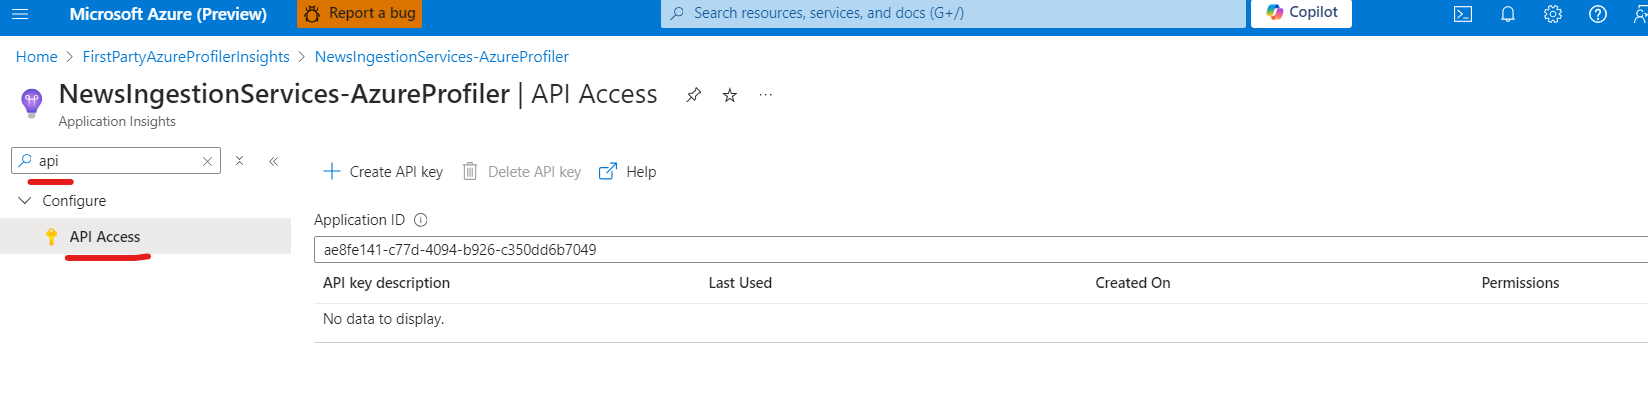 Microsoft Azure (Preview) Report a bug Search resources, services, and docs (G+/) Copilot
Home > FirstPartyAzureProfilerInsights > NewsIngestionServices-AzureProfiler
NewsIngestionServices-AzureProfiler | API Access
Application Insights
api
Create API key Delete API key Help
Configure
Application ID
API Access
ae8fe141-c77d-4094-b926-c350dd6b7049
API key description Last Used Created On Permissions
No data to display.